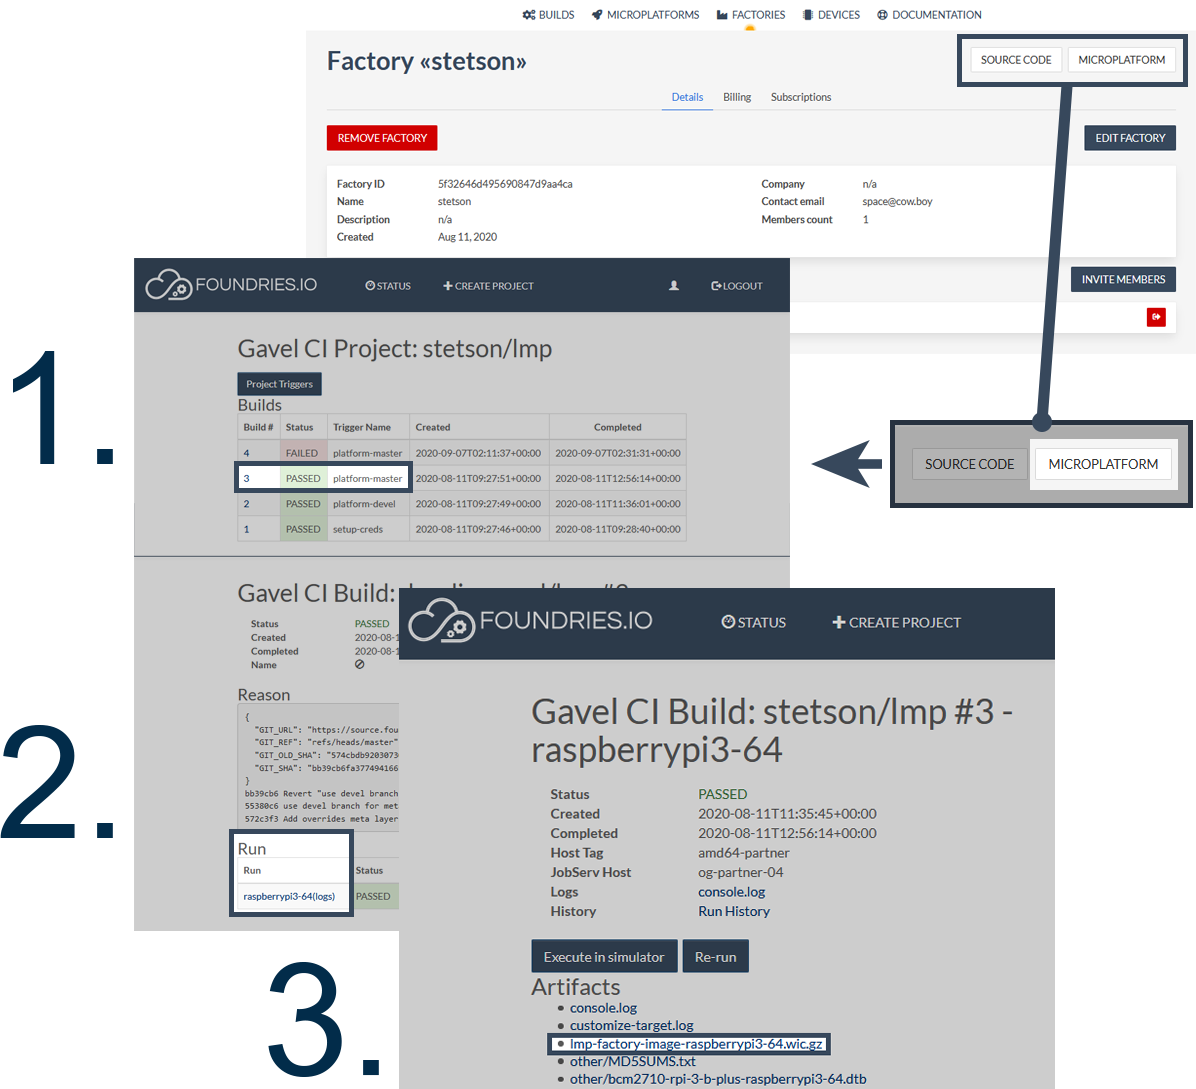 BUILDS MICROPLATFORMS FACTORIES DEVICES DOCUMENTATION
Factory «stetson»
SOURCE CODE MICROPLATFORM
Details Billing Subscriptions
REMOVE FACTORY EDIT FACTORY
Factory ID 5f32646d495690847d9aa4ca Company n/a
Name stetson Contact email space@cow.boy
Description n/a Members count 1
Created Aug 11, 2020
INVITE MEMBERS
SOURCE CODE MICROPLATFORM
1.
FOUNDRIES.IO STATUS CREATE PROJECT LOGOUT
Gavel CI Project: stetson/lmp
Project Triggers
Builds
Build # Status Trigger Name Created Completed
4 FAILED platform-master 2020-09-07T02:11:37+00:00 2020-09-07T02:31:31+00:00
3 PASSED platform-master 2020-08-11T09:27:51+00:00 2020-08-11T12:56:14+00:00
2 PASSED platform-devel 2020-08-11T09:27:49+00:00 2020-08-11T11:36:01+00:00
1 PASSED setup-creds 2020-08-11T09:27:46+00:00 2020-08-11T09:28:40+00:00
2.
Gavel CI Build:
Status PASSED
Created 2020-08-1
Completed 2020-08-1
Name
Reason
{
"GIT_URL": "https://source.fou
"GIT_REF": "refs/heads/master"
"GIT_OLD_SHA": "574cbdb9203073
"GIT_SHA": "bb39cb6fa377494166
}
bb39cb6 Revert "use devel branch
55380c6 use devel branch for met
572c3f3 Add overrides meta layer
Run
Run Status
raspberrypi3-64(logs) PASSED
3.
FOUNDRIES.IO STATUS CREATE PROJECT
Gavel CI Build: stetson/lmp #3 -
raspberrypi3-64
Status PASSED
Created 2020-08-11T11:35:45+00:00
Completed 2020-08-11T12:56:14+00:00
Host Tag amd64-partner
JobServ Host og-partner-04
Logs console.log
History Run History
Execute in simulator Re-run
Artifacts
console.log
customize-target.log
lmp-factory-image-raspberrypi3-64.wic.gz
other/MD5SUMS.txt
other/bcm2710-rpi-3-b-plus-raspberrypi3-64.dtb